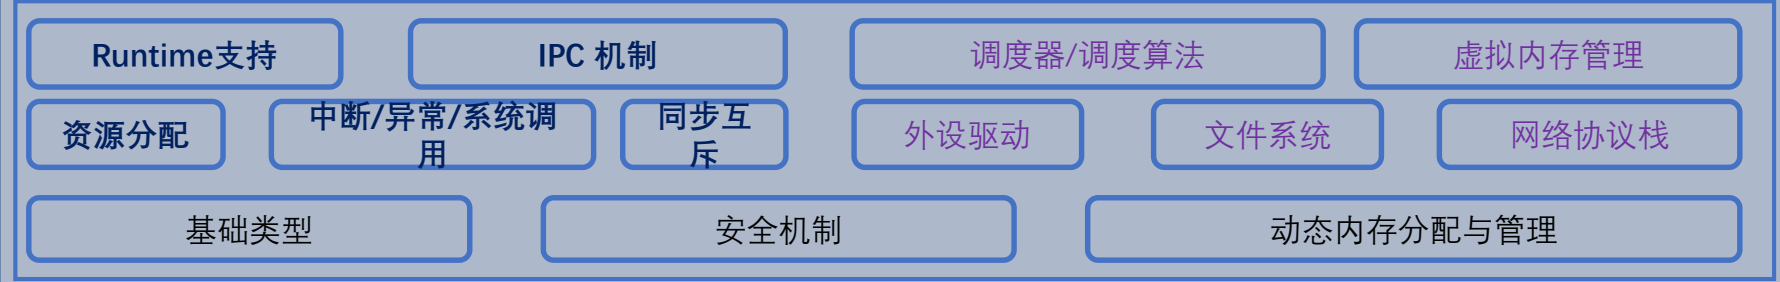 Runtime支持
IPC 机制
调度器/调度算法
虚拟内存管理
资源分配
中断/异常/系统调
用
同步互
斥
外设驱动
文件系统
网络协议栈
基础类型
安全机制
动态内存分配与管理